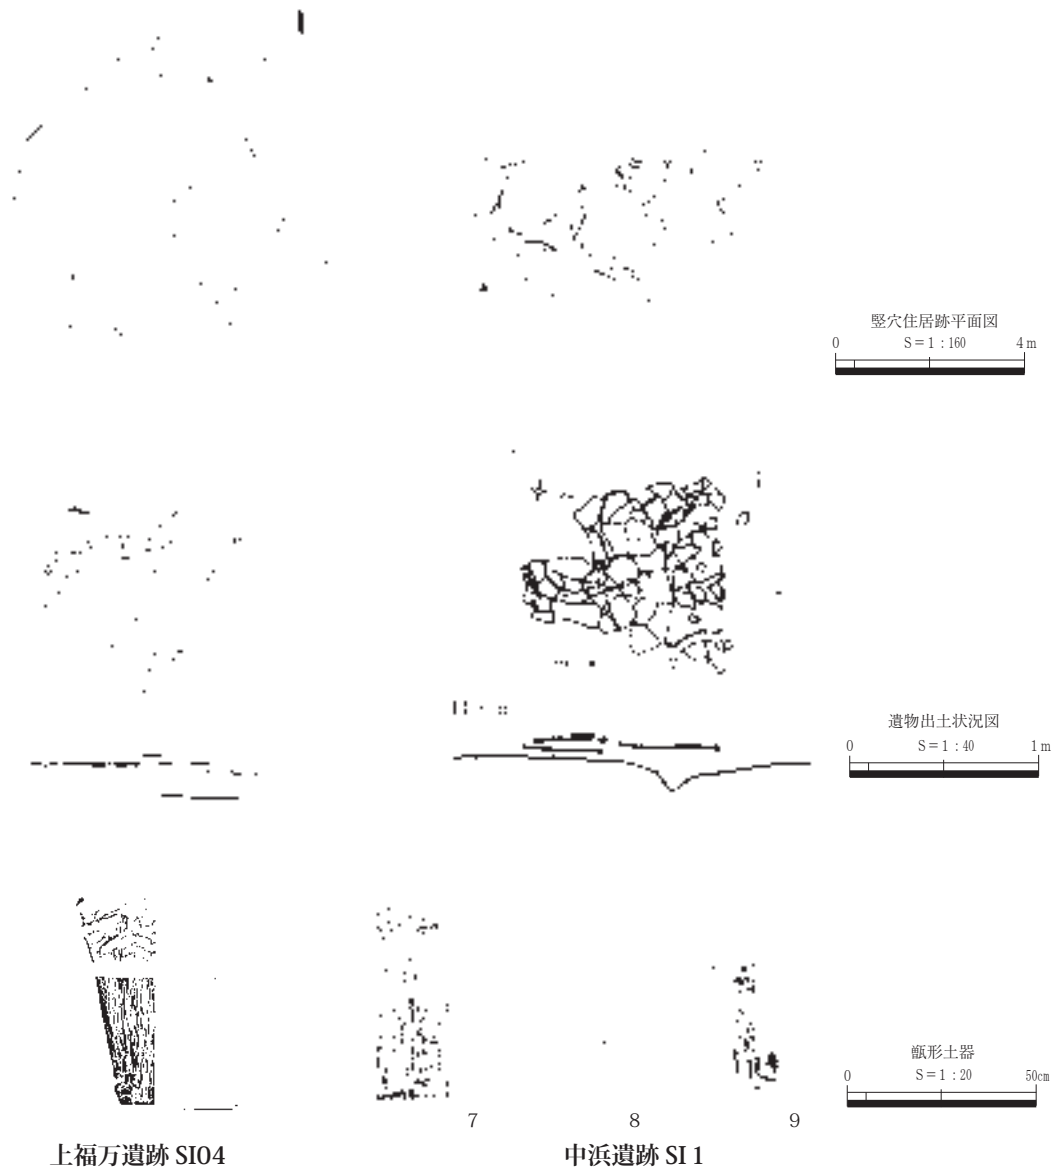 竪穴住居跡平面図
0 S＝1：160 4 m
遺物出土状況図
0 S＝1：40 1 m
甑形土器
0 S＝1：20 50cm
7 8 9
上福万遺跡 SI04 中浜遺跡 SI 1